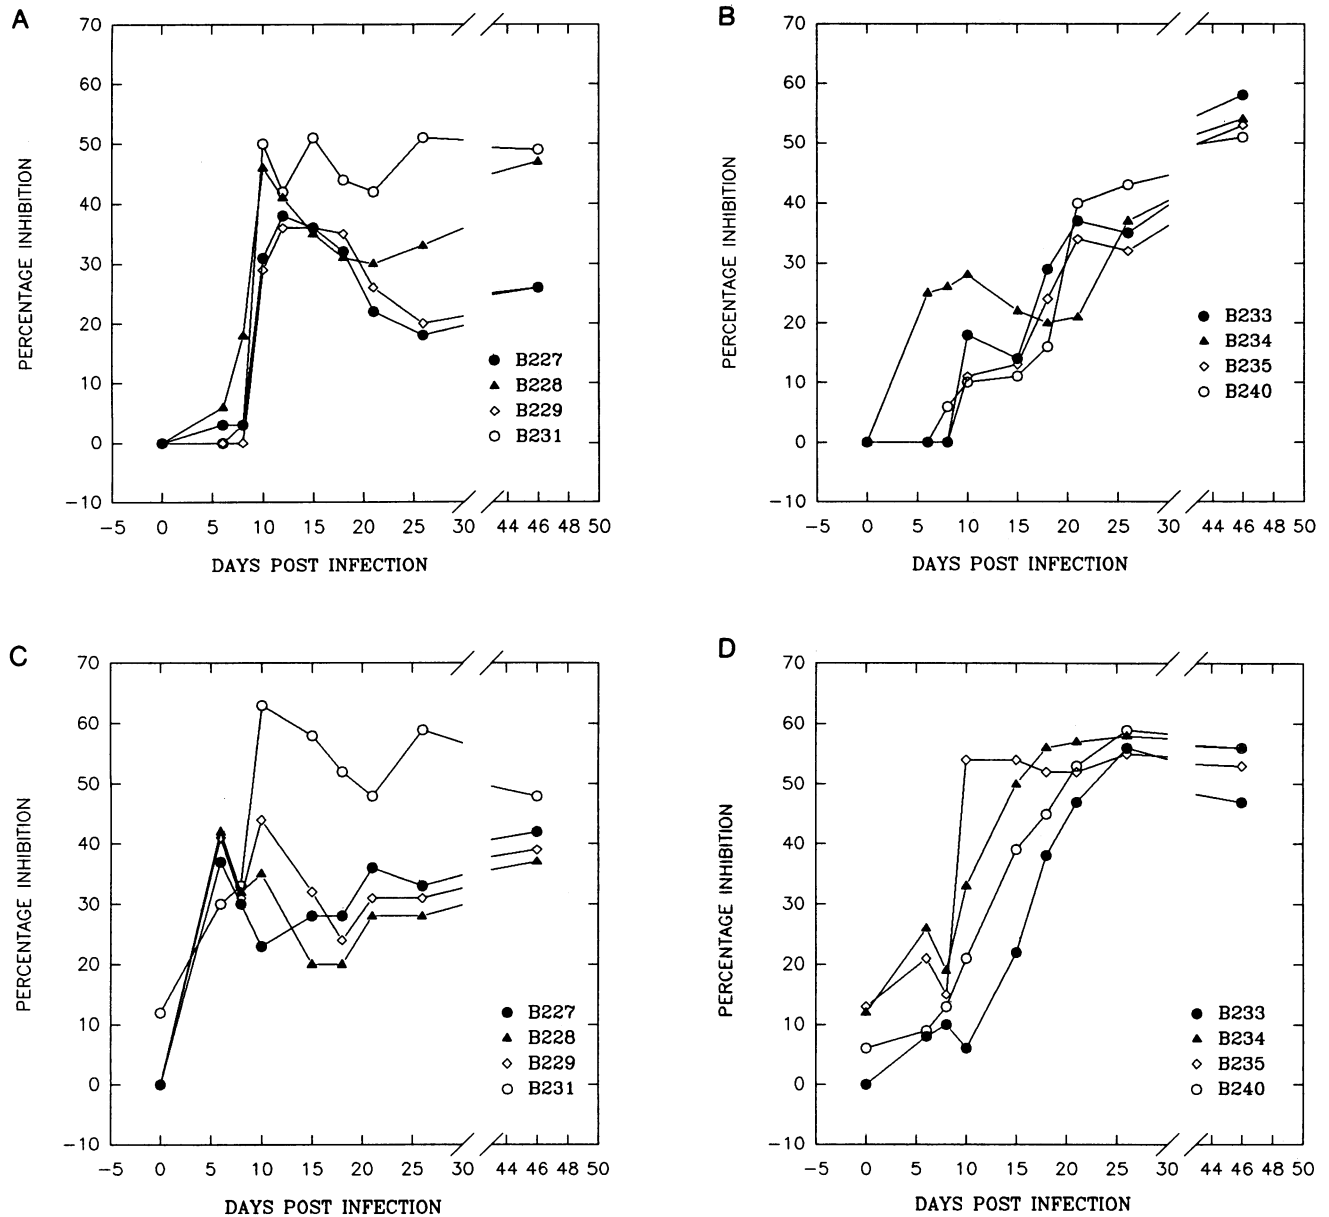 A
70
60
50
40
30
20
10
0
−10
PERCENTAGE INHIBITION
−5 0 5 10 15 20 25 30 44 46 48 50
DAYS POST INFECTION
B227
B228
B229
B231
B
70
60
50
40
30
20
10
0
−10
PERCENTAGE INHIBITION
−5 0 5 10 15 20 25 30 44 46 48 50
DAYS POST INFECTION
B233
B234
B235
B240
C
70
60
50
40
30
20
10
0
−10
PERCENTAGE INHIBITION
−5 0 5 10 15 20 25 30 44 46 48 50
DAYS POST INFECTION
B227
B228
B229
B231
D
70
60
50
40
30
20
10
0
−10
PERCENTAGE INHIBITION
−5 0 5 10 15 20 25 30 44 46 48 50
DAYS POST INFECTION
B233
B234
B235
B240